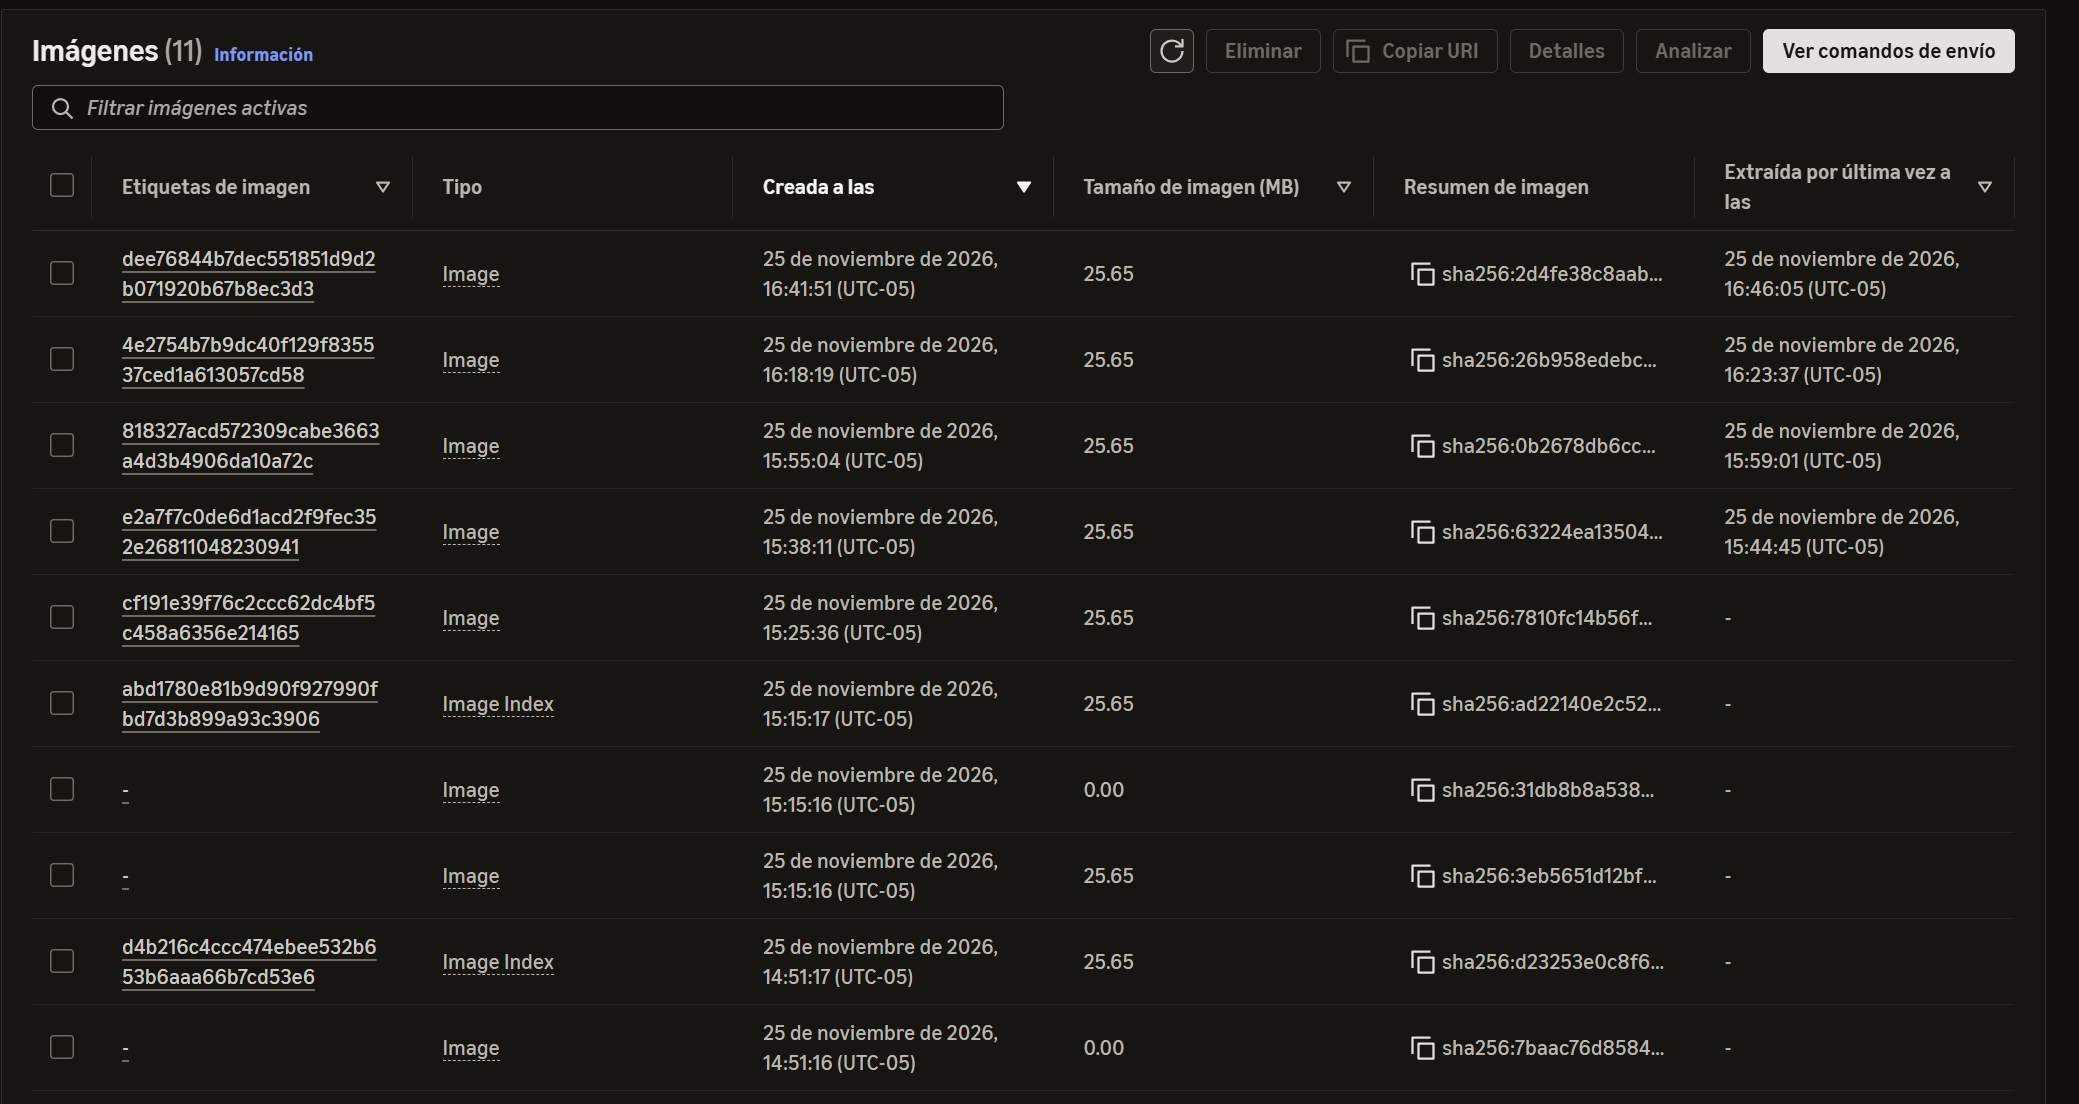 Imágenes (11) Información
Eliminar Copiar URI Detalles Analizar Ver comandos de envío
Filtrar imágenes activas
Etiquetas de imagen Tipo Creada a las Tamaño de imagen (MB) Resumen de imagen Extraída por última vez a
las
dee76844b7dec551851d9d2 Image 25 de noviembre de 2026, 25.65 sha256:2d4fe38c8aab... 25 de noviembre de 2026,
b071920b67b8ec3d3 16:41:51 (UTC-05) 16:46:05 (UTC-05)
4e2754b7b9dc40f129f8355 Image 25 de noviembre de 2026, 25.65 sha256:26b958edebc... 25 de noviembre de 2026,
37ced1a613057cd58 16:18:19 (UTC-05) 16:23:37 (UTC-05)
818327acd572309cabe3663 Image 25 de noviembre de 2026, 25.65 sha256:0b2678db6cc... 25 de noviembre de 2026,
a4d3b4906da10a72c 15:55:04 (UTC-05) 15:59:01 (UTC-05)
e2a7f7c0de6d1acd2f9fec35 Image 25 de noviembre de 2026, 25.65 sha256:63224ea13504... 25 de noviembre de 2026,
2e26811048230941 15:38:11 (UTC-05) 15:44:45 (UTC-05)
cf191e39f76c2ccc62dc4bf5 Image 25 de noviembre de 2026, 25.65 sha256:7810fc14b56f... -
c458a6356e214165 15:25:36 (UTC-05)
abd1780e81b9d90f927990f Image Index 25 de noviembre de 2026, 25.65 sha256:ad22140e2c52... -
bd7d3b899a93c3906 15:15:17 (UTC-05)
- Image 25 de noviembre de 2026, 0.00 sha256:31db8b8a538... -
15:15:16 (UTC-05)
- Image 25 de noviembre de 2026, 25.65 sha256:3eb5651d12bf... -
15:15:16 (UTC-05)
d4b216c4ccc474ebee532b6 Image Index 25 de noviembre de 2026, 25.65 sha256:d23253e0c8f6... -
53b6aaa66b7cd53e6 14:51:17 (UTC-05)
- Image 25 de noviembre de 2026, 0.00 sha256:7baac76d8584... -
14:51:16 (UTC-05)